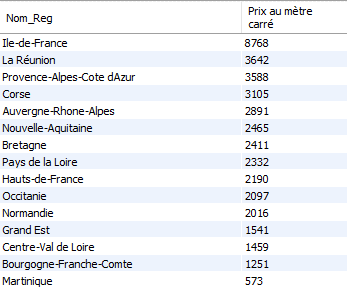 Nom_Reg Prix au mètre
carré
Ile-de-France 8768
La Réunion 3642
Provence-Alpes-Cote dAzur 3588
Corse 3105
Auvergne-Rhone-Alpes 2891
Nouvelle-Aquitaine 2465
Bretagne 2411
Pays de la Loire 2332
Hauts-de-France 2190
Occitanie 2097
Normandie 2016
Grand Est 1541
Centre-Val de Loire 1459
Bourgogne-Franche-Comte 1251
Martinique 573